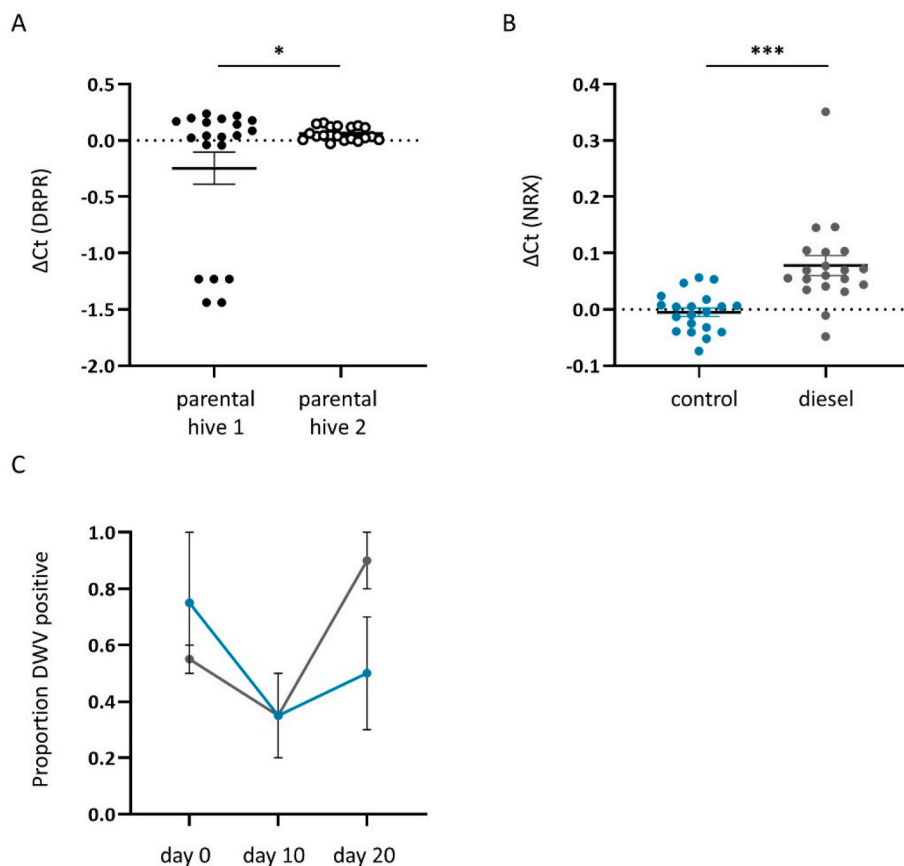 A
*
ΔCt (DRPR)
0.5
0.0
-0.5
-1.0
-1.5
-2.0
parental
hive 1
parental
hive 2
B
***
ΔCt (NRX)
0.4
0.3
0.2
0.1
0.0
-0.1
control
diesel
C
Proportion DWV positive
1.0
0.8
0.6
0.4
0.2
0.0
day 0
day 10
day 20